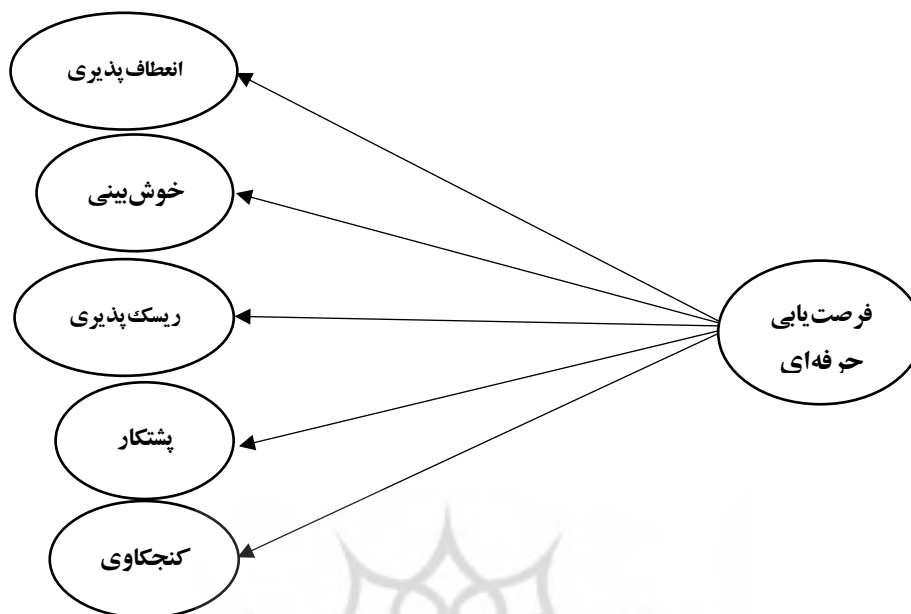 انعطاف‌پذیری
خوش‌بینی
ریسک‌پذیری
پشتکار
کنجکاوی
فرصت‌یابی
حرفه‌ای